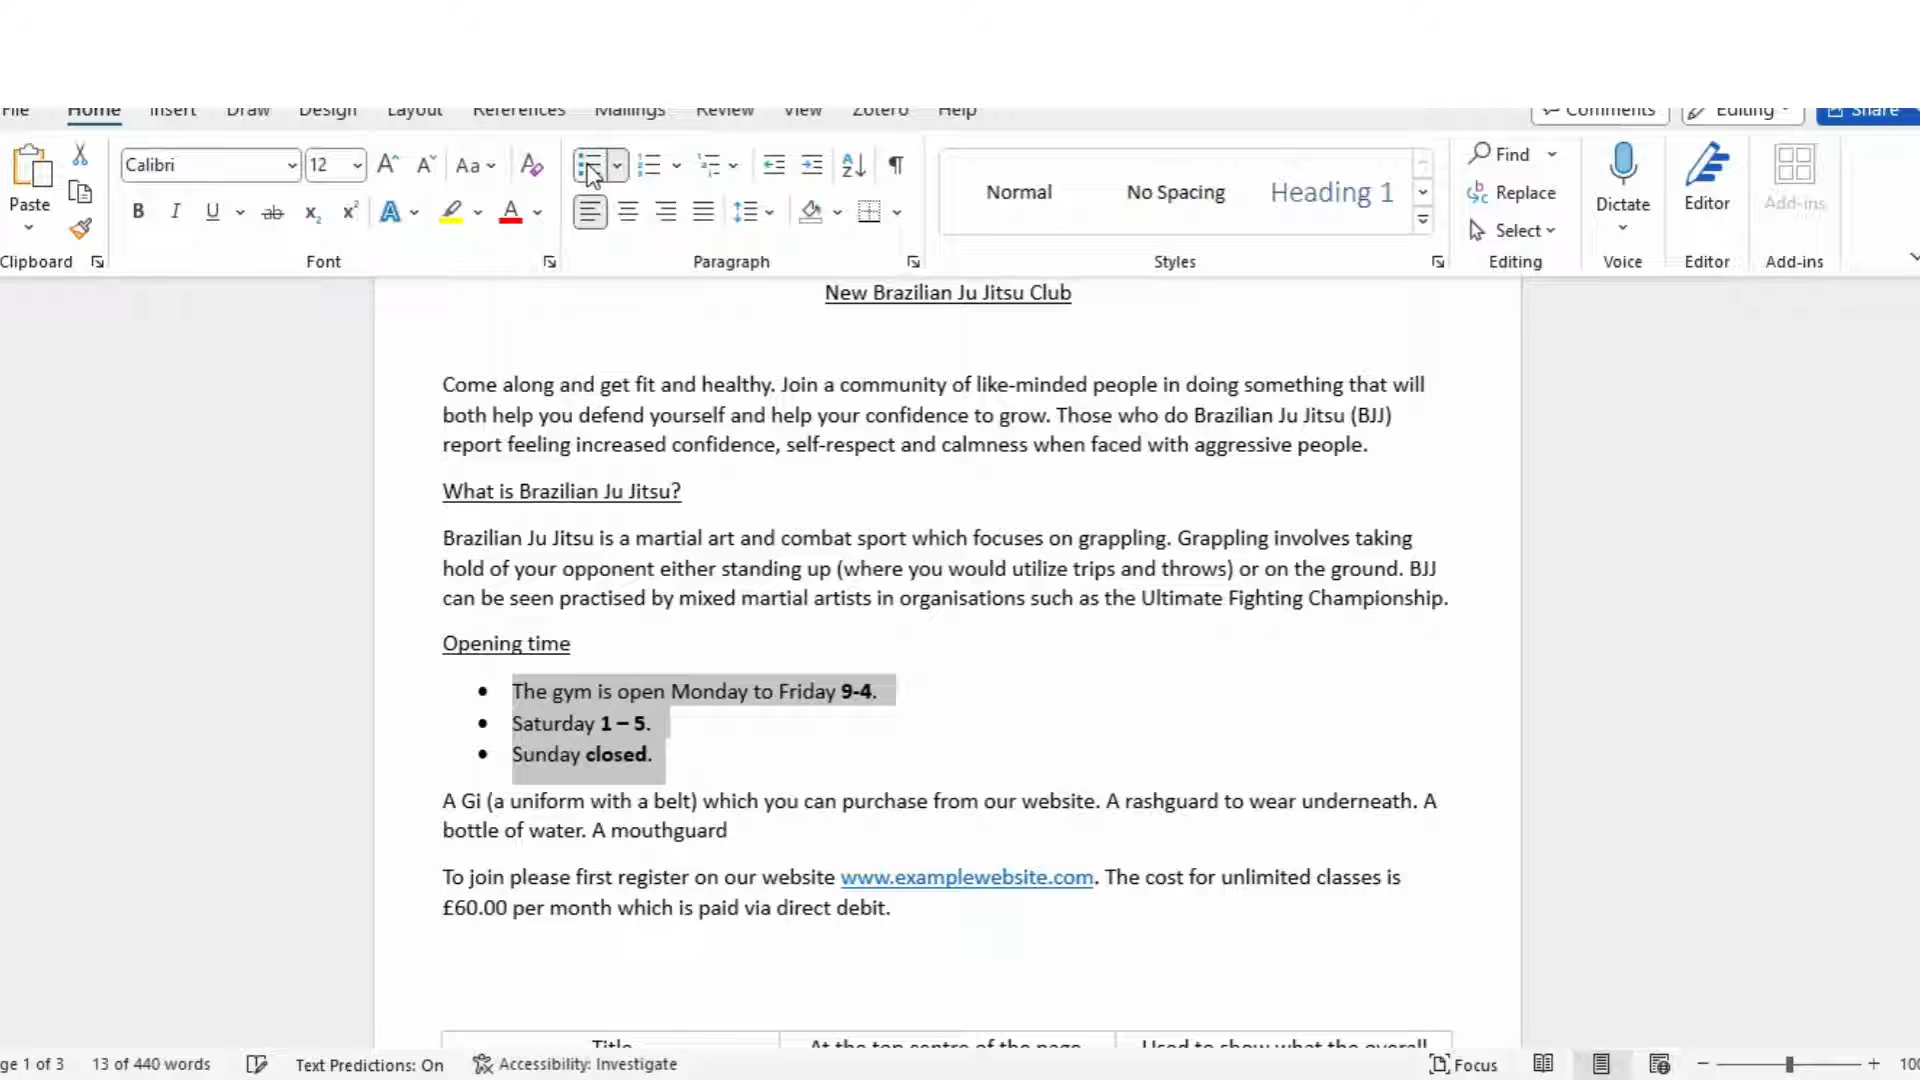 File Home Insert Draw Design Layout References Mailings Review View Zotero Help Comments Editing Share
Calibri 12 Aa
Paste
Clipboard Font Paragraph Styles Editing Voice Editor Add-ins
Normal No Spacing Heading 1
Find
Replace
Select
Dictate Editor Add-ins
New Brazilian Ju Jitsu Club
Come along and get fit and healthy. Join a community of like-minded people in doing something that will
both help you defend yourself and help your confidence to grow. Those who do Brazilian Ju Jitsu (BJJ)
report feeling increased confidence, self-respect and calmness when faced with aggressive people.
What is Brazilian Ju Jitsu?
Brazilian Ju Jitsu is a martial art and combat sport which focuses on grappling. Grappling involves taking
hold of your opponent either standing up (where you would utilize trips and throws) or on the ground. BJJ
can be seen practised by mixed martial artists in organisations such as the Ultimate Fighting Championship.
Opening time
• The gym is open Monday to Friday 9-4.
• Saturday 1 – 5.
• Sunday closed.
A Gi (a uniform with a belt) which you can purchase from our website. A rashguard to wear underneath. A
bottle of water. A mouthguard
To join please first register on our website www.examplewebsite.com. The cost for unlimited classes is
£60.00 per month which is paid via direct debit.
Title At the top centre of the page Used to show what the overall
ge 1 of 3 13 of 440 words Text Predictions: On Accessibility: Investigate Focus 100